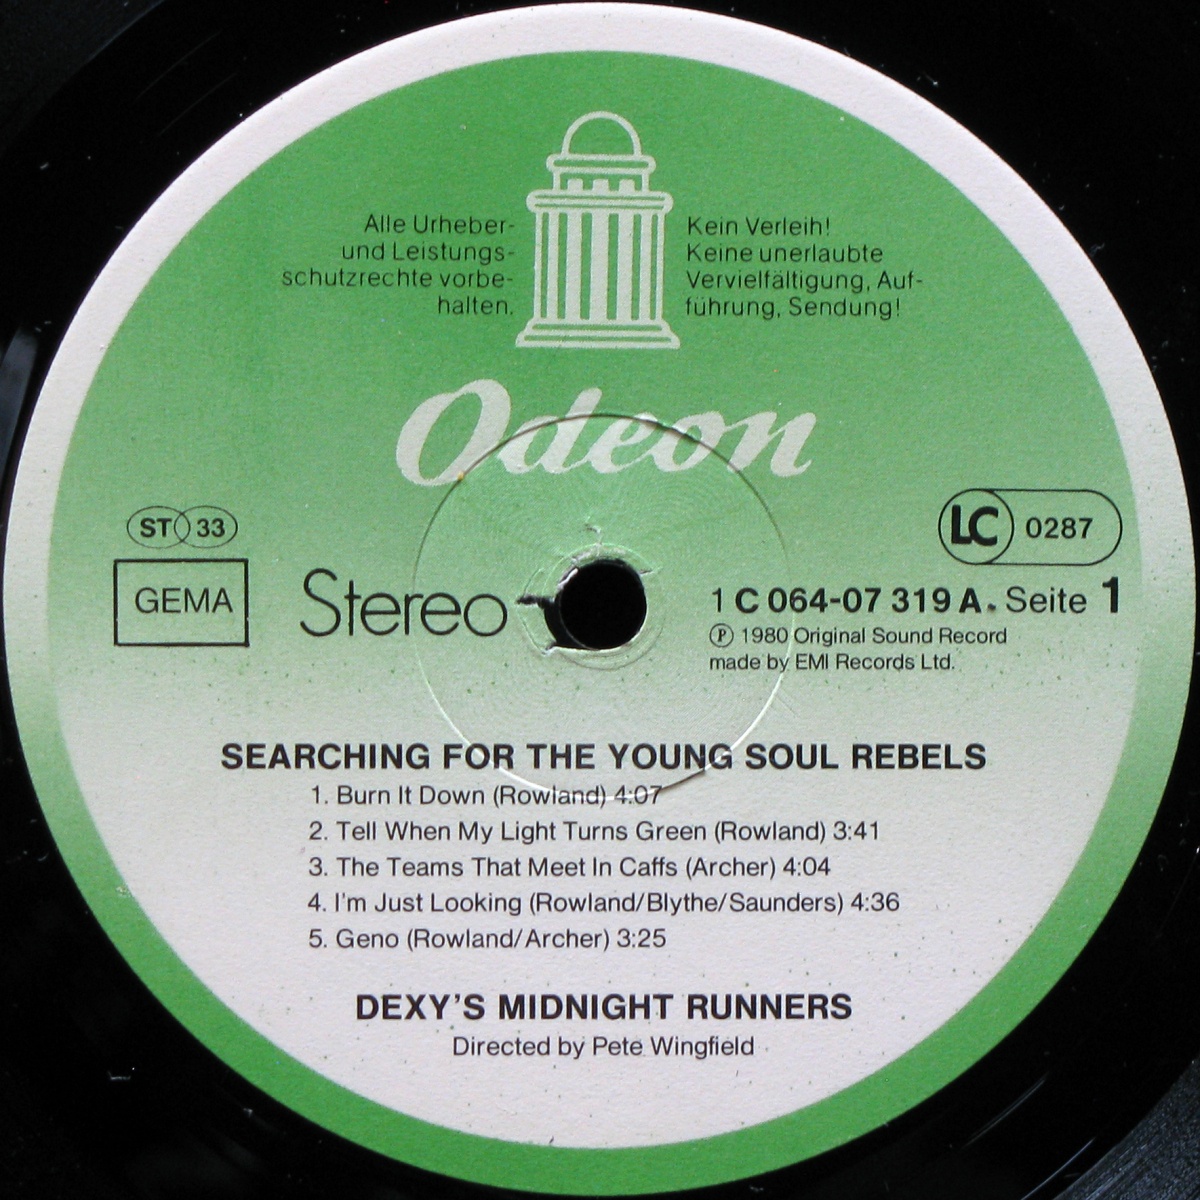 Alle Urheber-
und Leistungs-
schutzrechte vorbe-
halten.
Kein Verleih!
Keine unerlaubte
Vervielfältigung, Auf-
führung, Sendung!
Odeon
ST 33
GEMA
Stereo
LC 0287
1 C 064-07 319 A. Seite 1
Ⓟ 1980 Original Sound Record
made by EMI Records Ltd.
SEARCHING FOR THE YOUNG SOUL REBELS
1. Burn It Down (Rowland) 4:07
2. Tell When My Light Turns Green (Rowland) 3:41
3. The Teams That Meet In Caffs (Archer) 4:04
4. I'm Just Looking (Rowland/Blythe/Saunders) 4:36
5. Geno (Rowland/Archer) 3:25
DEXY'S MIDNIGHT RUNNERS
Directed by Pete Wingfield